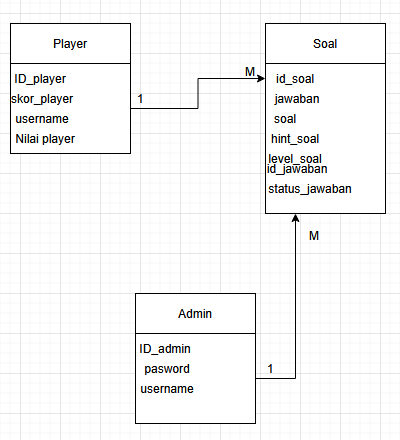 Player
ID_player
skor_player
username
Nilai player
1
M
Soal
id_soal
jawaban
soal
hint_soal
level_soal
id_jawaban
status_jawaban
M
Admin
ID_admin
pasword
username
1